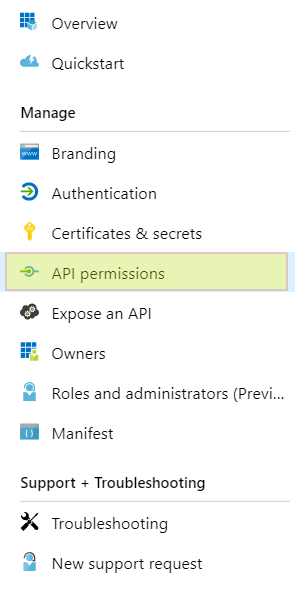 Overview
Quickstart
Manage
Branding
Authentication
Certificates & secrets
API permissions
Expose an API
Owners
Roles and administrators (Previ...
Manifest
Support + Troubleshooting
Troubleshooting
New support request